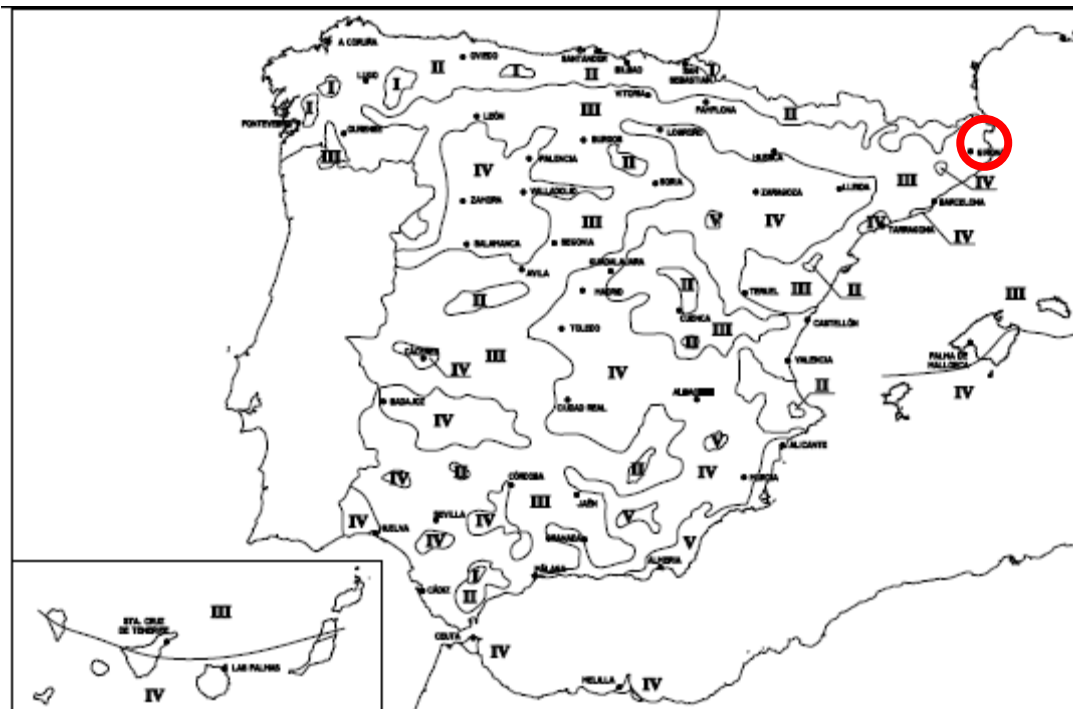 A CORUÑA
OVIEDO
SANTANDER
BILBAO
SAN
SEBASTIAN
I
II
I
II
LUGO
I
I
I
VITORIA
PAMPLONA
II
PONTEVEDRA
OURENSE
III
LEÓN
III
BURGOS
LOGROÑO
HUESCA
II
IV
PALENCIA
SORIA
ZAMORA
VALLADOLID
ZARAGOZA
LLEIDA
III
IV
BARCELONA
V
IV
IV
TARRAGONA
IV
III
SALAMANCA
SEGOVIA
GUADALAJARA
AVILA
MADRID
II
II
CUENCA
TERUEL
III
II
III
III
CASTELLÓN
TOLEDO
II
PALMA DE
MALLORCA
IV
VALENCIA
CÁCERES
IV
III
IV
II
BADAJOZ
CIUDAD REAL
IV
V
ALICANTE
IV
II
II
IV
MURCIA
CÓRDOBA
III
JAÉN
V
IV
HUELVA
SEVILLA
IV
IV
GRANADA
V
ALMERIA
MÁLAGA
I
II
CÁDIZ
CEUTA
IV
MELILLA
IV
STA. CRUZ
DE TENERIFE
III
LAS PALMAS
IV